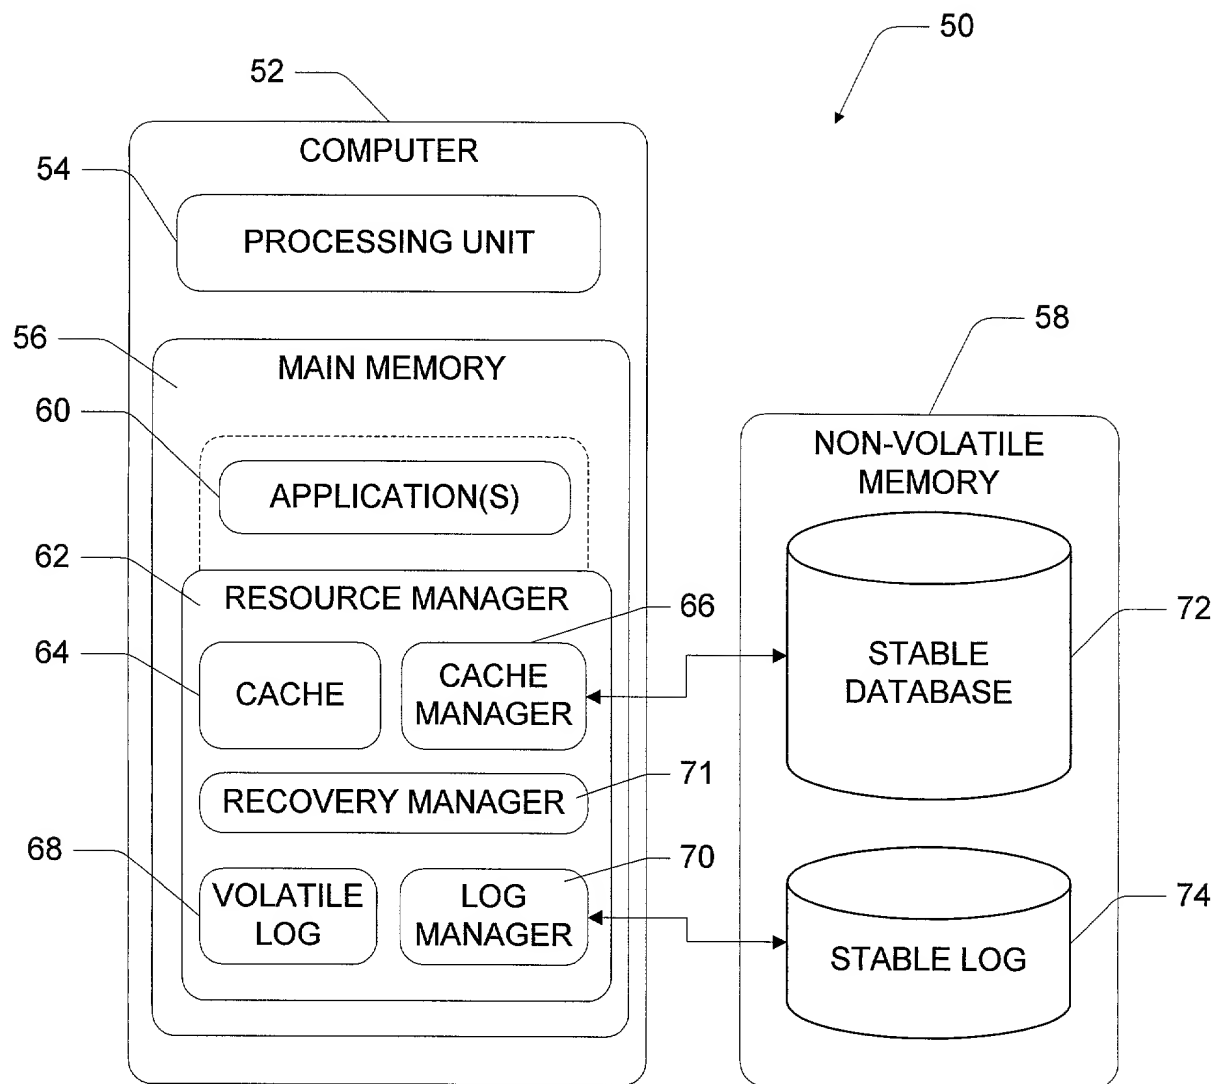 50
52
COMPUTER
54
PROCESSING UNIT
56
MAIN MEMORY
58
60
APPLICATION(S)
NON-VOLATILE
MEMORY
62
RESOURCE MANAGER
66
72
64
CACHE
CACHE
MANAGER
STABLE
DATABASE
71
RECOVERY MANAGER
68
70
VOLATILE
LOG
LOG
MANAGER
74
STABLE LOG